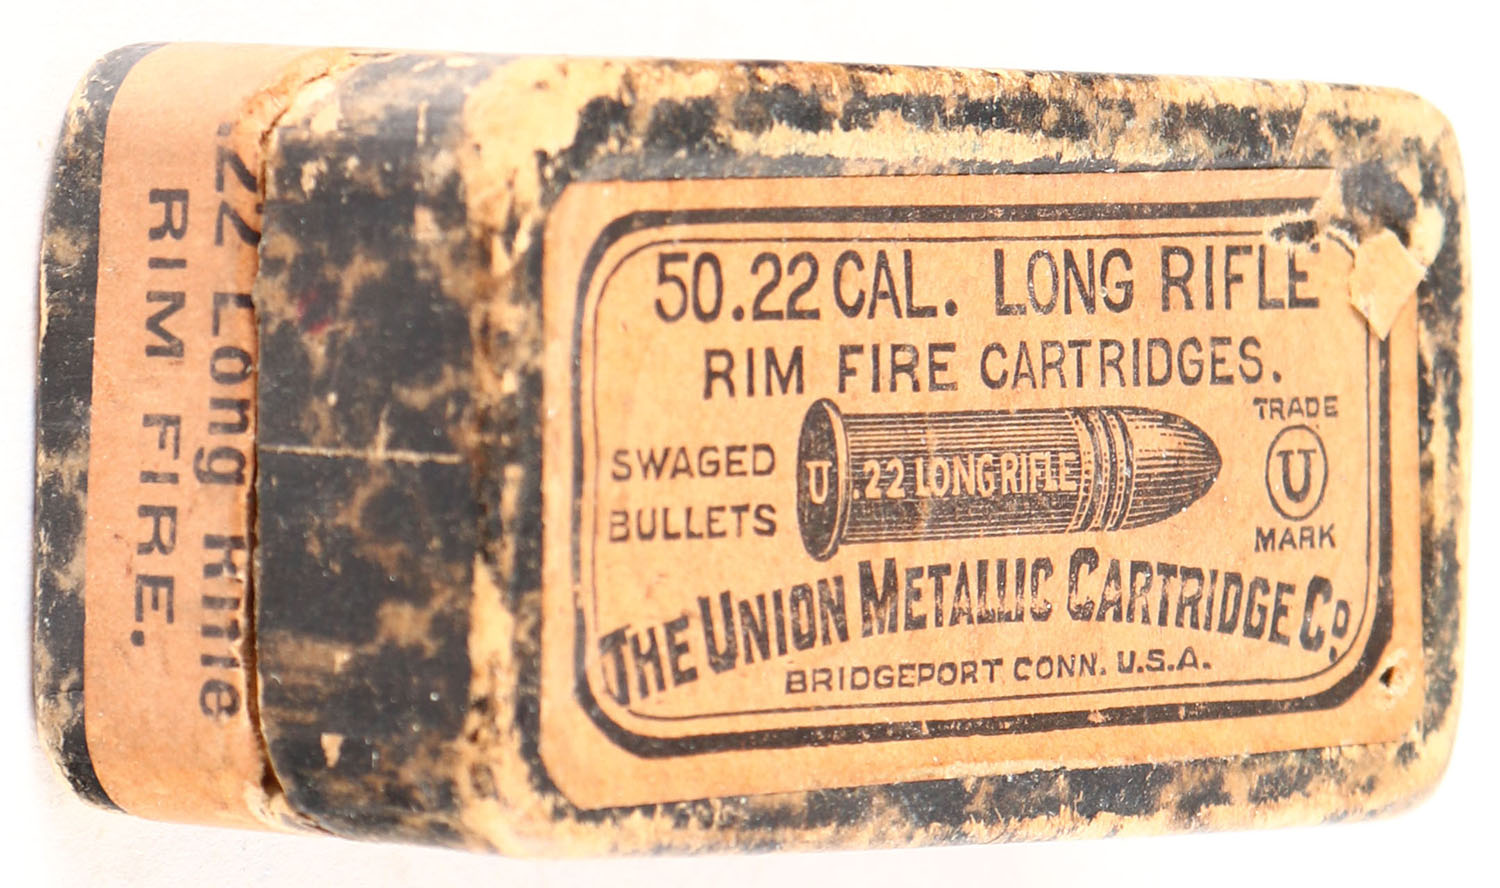 50.22 CAL. LONG RIFLE
RIM FIRE CARTRIDGES.
SWAGED
BULLETS
U .22 LONG RIFLE
TRADE
U
MARK
THE UNION METALLIC CARTRIDGE CO.
BRIDGEPORT CONN. U.S.A.
.22 Long Rifle
RIM FIRE.